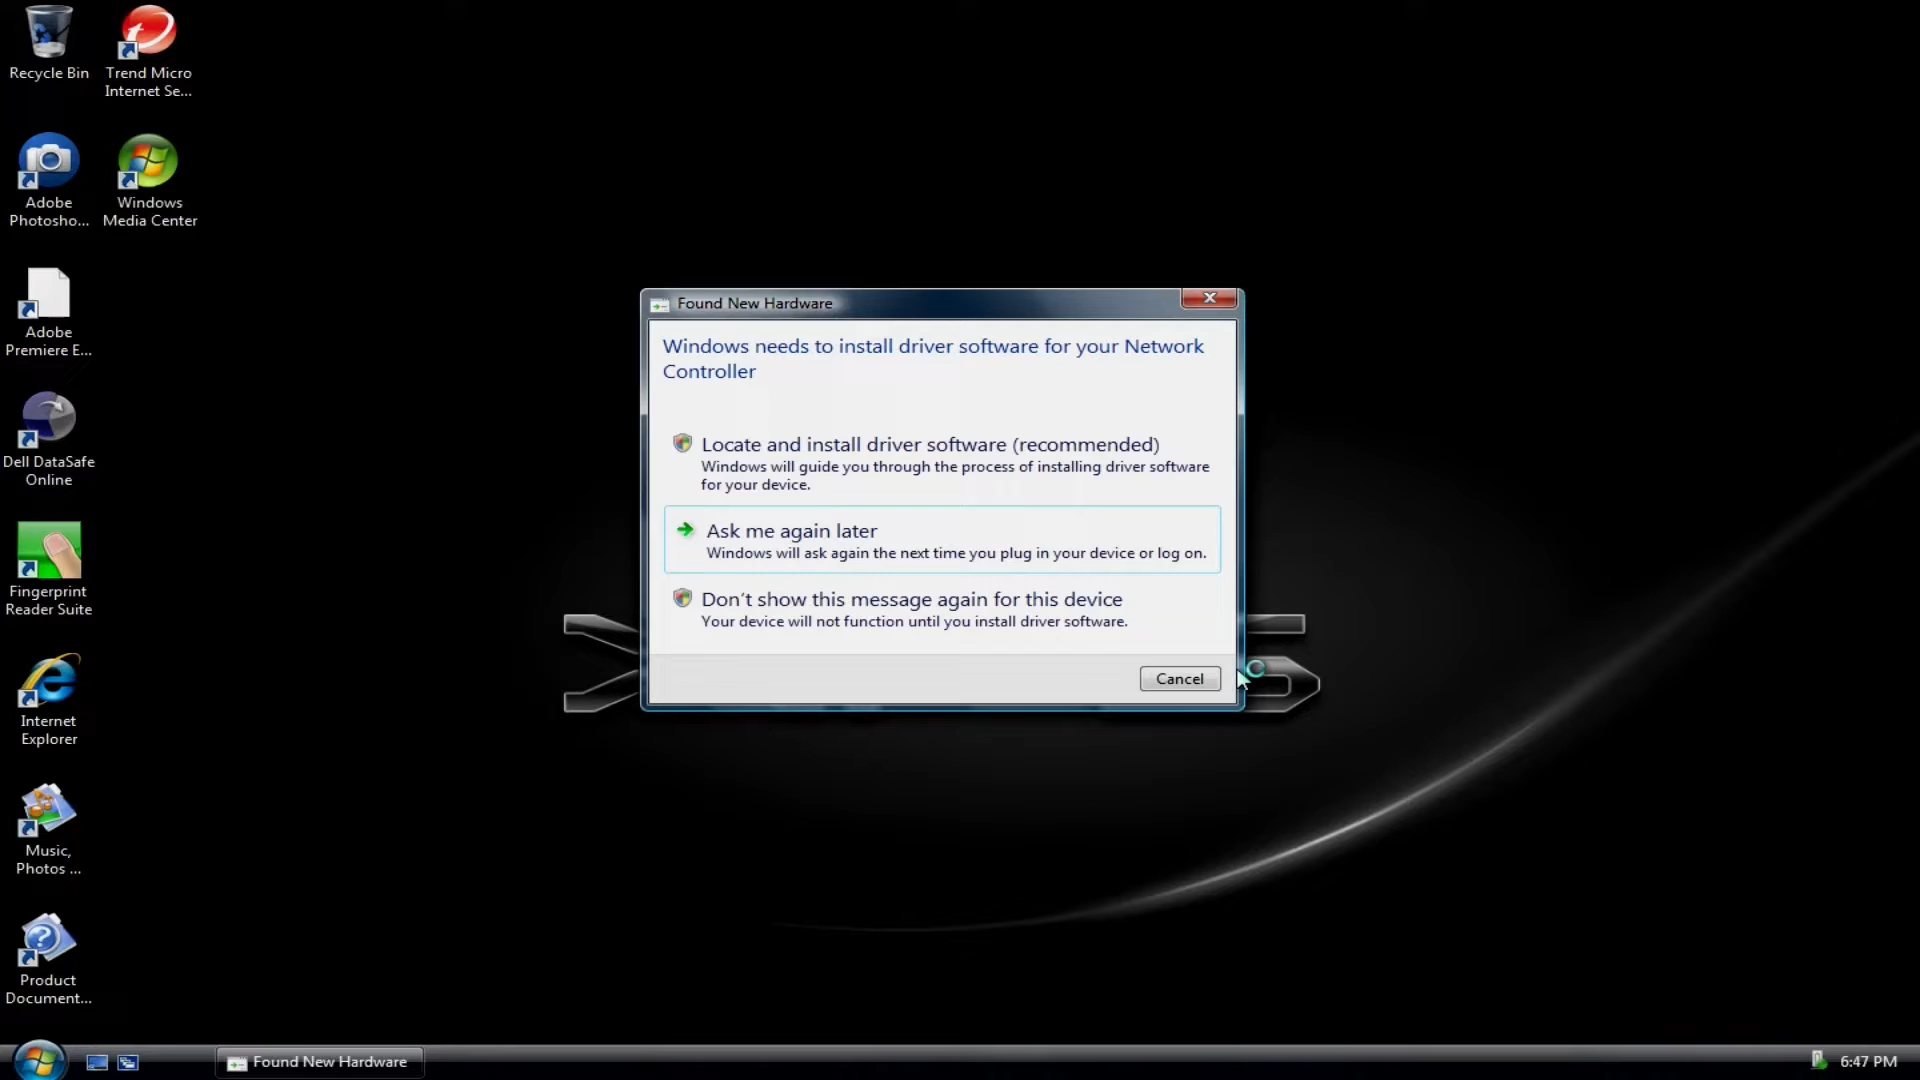 Recycle Bin
Trend Micro
Internet Se...
Adobe
Photosho...
Windows
Media Center
Adobe
Premiere E...
Dell DataSafe
Online
Fingerprint
Reader Suite
Internet
Explorer
Music,
Photos ...
Product
Document...
Found New Hardware
Windows needs to install driver software for your Network
Controller
Locate and install driver software (recommended)
Windows will guide you through the process of installing driver software
for your device.
Ask me again later
Windows will ask again the next time you plug in your device or log on.
Don't show this message again for this device
Your device will not function until you install driver software.
Cancel
Found New Hardware
6:47 PM